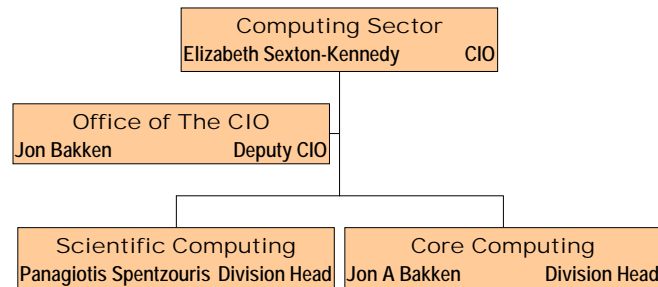 Computing Sector
Elizabeth Sexton-Kennedy CIO
Office of The CIO
Jon Bakken Deputy CIO
Scientific Computing
Panagiotis Spentzouris Division Head
Core Computing
Jon A Bakken Division Head